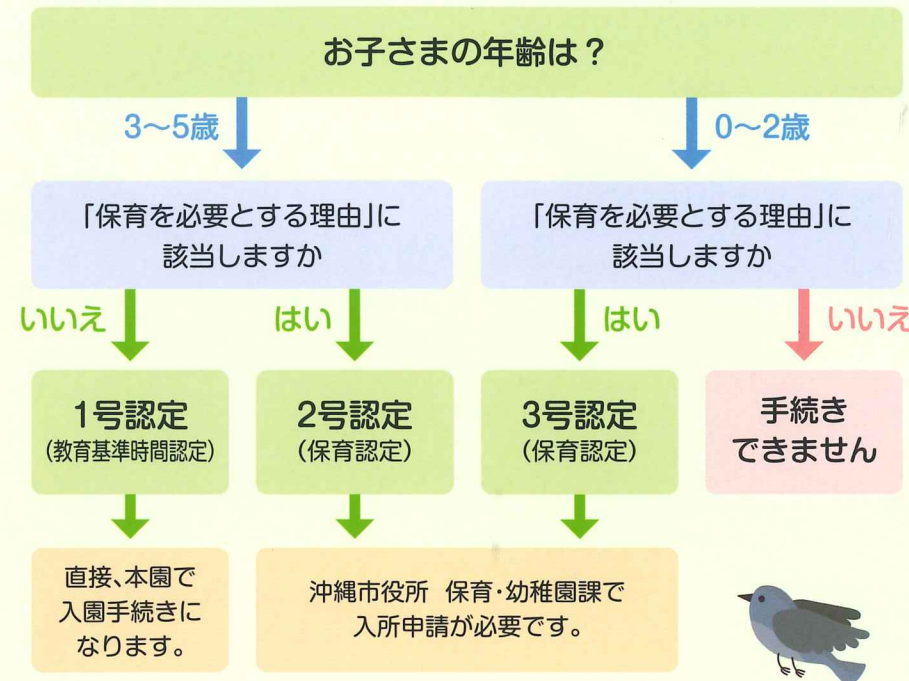 お子さまの年齢は？
3～5歳
0～2歳
「保育を必要とする理由」に
該当しますか
「保育を必要とする理由」に
該当しますか
いいえ
はい
はい
いいえ
1号認定
(教育基準時間認定)
2号認定
(保育認定)
3号認定
(保育認定)
手続き
できません
直接、本園で
入園手続きに
なります。
沖縄市役所 保育・幼稚園課で
入所申請が必要です。